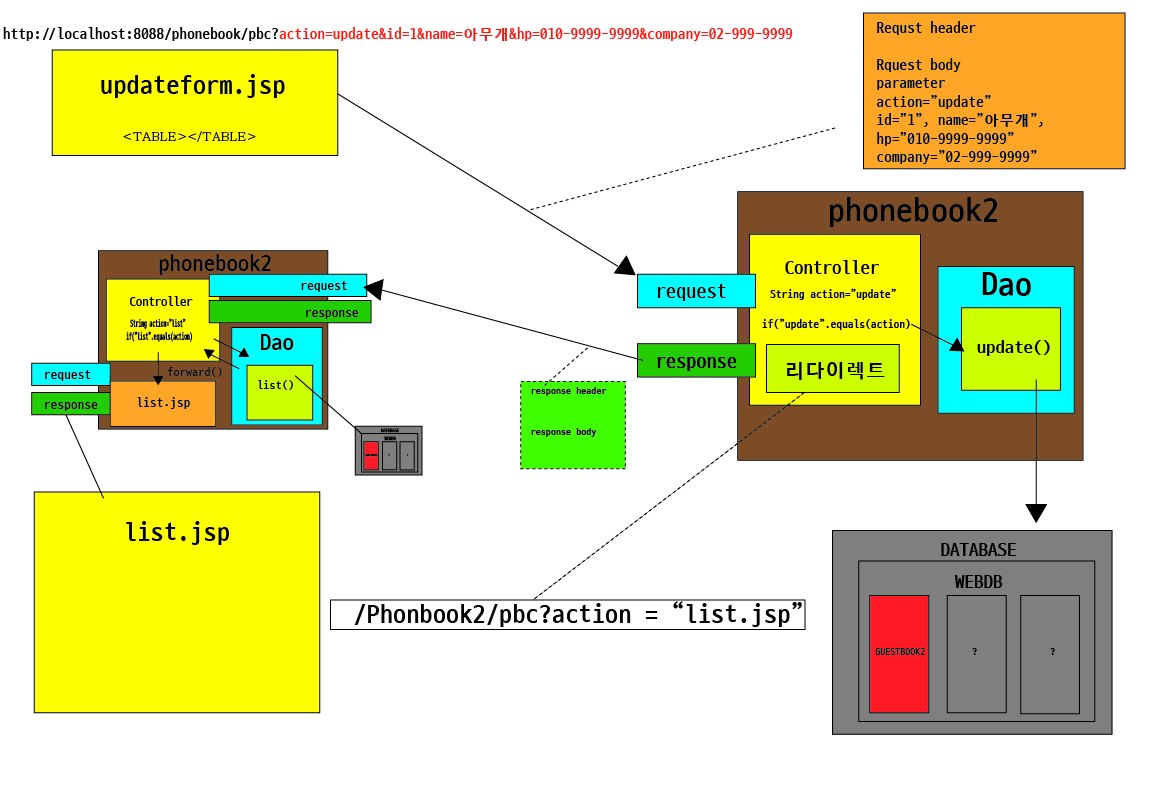 http://localhost:8088/phonebook/pbc?action=update&id=1&name=아무개&hp=010-9999-9999&company=02-999-9999
updateform.jsp
<TABLE></TABLE>
Requst header
Rquest body
parameter
action=”update”
id=”1”, name=”아무개”,
hp=”010-9999-9999”
company=”02-999-9999”
phonebook2
Controller
String action=”update”
if(”update”.equals(action)
리다이렉트
request
response
Dao
update()
phonebook2
request
response
Controller
String action=”list”
if(”list”.equals(action)
forward()
list.jsp
Dao
list()
request
response
DATABASE
WEBDB
?
?
response header
response body
list.jsp
/Phonbook2/pbc?action = “list.jsp”
DATABASE
WEBDB
GUESTBOOK2
?
?